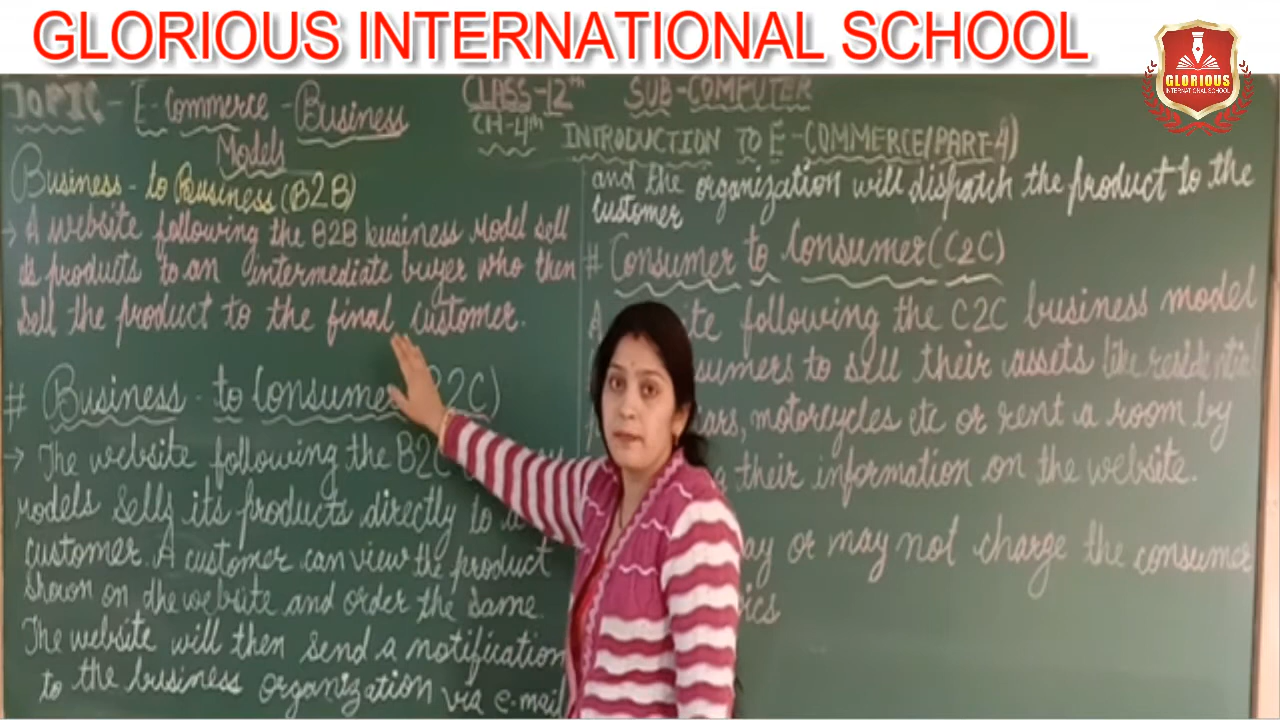 GLORIOUS INTERNATIONAL SCHOOL
GLORIOUS
INTERNATIONAL SCHOOL
TOPIC - E-Commerce - Business
Models
CLASS-12th SUB-COMPUTER
CH-4th INTRODUCTION TO E-COMMERCE(PART-4)
Business - to Business (B2B)
→ A website following the B2B business model sell
its products to an intermediate buyer who then
sell the product to the final customer.
# Business - to Consumer B2C)
→ The website following the B2C
models sells its products directly to a
customer. A customer can view the product
shown on the website and order the same.
The website will then send a notification
to the business organization via e-mail
and the organization will dispatch the product to the
customer
# Consumer to Consumer (C2C)
A following the C2C business model
to sell their assets like residential
cars, motorcycles etc or rent a room by
their information on the website.
or may not charge the consumer